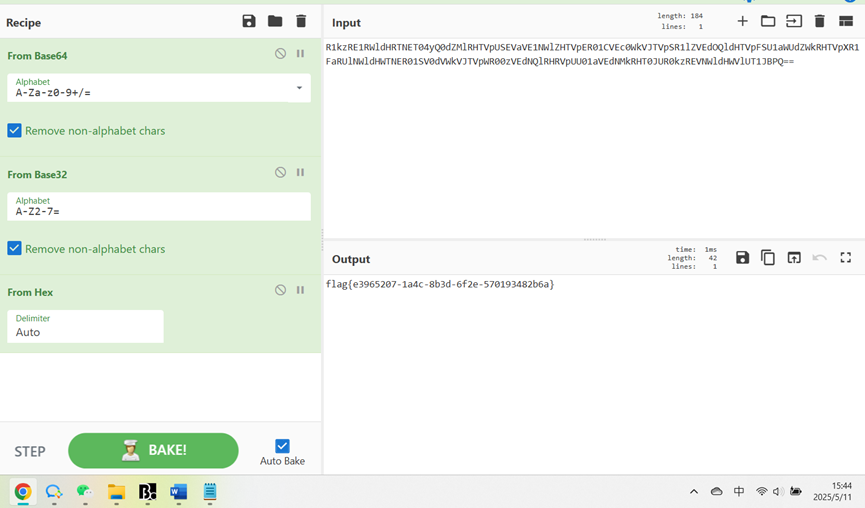 Recipe
From Base64
Alphabet
A-Za-z0-9+/=
Remove non-alphabet chars
From Base32
Alphabet
A-Z2-7=
Remove non-alphabet chars
From Hex
Delimiter
Auto
STEP
BAKE!
Auto Bake
Input
length: 184
lines: 1
R1kzRE1RWldHRTNET04yQ0dZMlRHTVpUSEVaVE1NWlZHTVpER01CVEc0WkVJTVpSR1lZVEdOQldHTVpFSU1aWUdZWkRHTVpXR1
FaRUlNWldHWTNER01SV0dVWkVJTVpWR00zVEdNQlRHRVpUU01aVEdNMkRHT0JUR0kzREVNWldHWVlUT1JBPQ==
Output
time: 1ms
length: 42
lines: 1
flag{e3965207-1a4c-8b3d-6f2e-570193482b6a}
中
15:44
2025/5/11